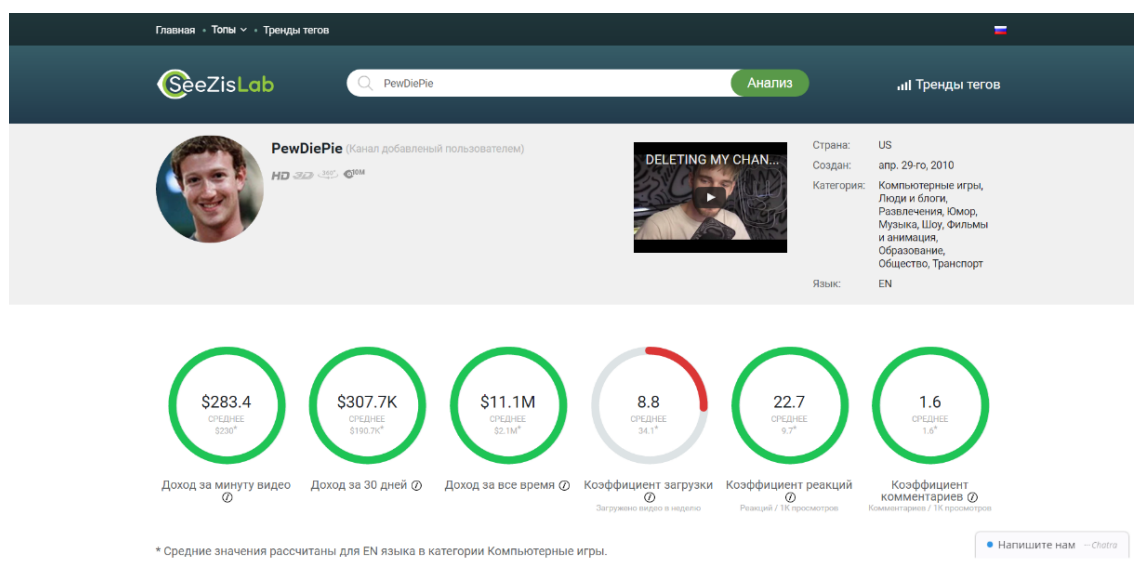 Главная • Топы • Тренды тегов
SeeZisLab
PewDiePie
Анализ
Тренды тегов
PewDiePie (Канал добавленый пользователем)
HD 3D 360° 10M
DELETING MY CHAN...
Страна: US
Создан: апр. 29-го, 2010
Категория: Компьютерные игры,
Люди и блоги,
Развлечения, Юмор,
Музыка, Шоу, Фильмы
и анимация,
Образование,
Общество, Транспорт
Язык: EN
$283.4
СРЕДНЕЕ
$230*
Доход за минуту видео
$307.7K
СРЕДНЕЕ
$190.7K*
Доход за 30 дней
$11.1M
СРЕДНЕЕ
$2.1M*
Доход за все время
8.8
СРЕДНЕЕ
34.1*
Коэффициент загрузки
Загружено видео в неделю
22.7
СРЕДНЕЕ
9.7*
Коэффициент реакций
Реакций / 1К просмотров
1.6
СРЕДНЕЕ
1.6*
Коэффициент
комментариев
Комментариев / 1К просмотров
* Средние значения рассчитаны для EN языка в категории Компьютерные игры.
Напишите нам – Chatra